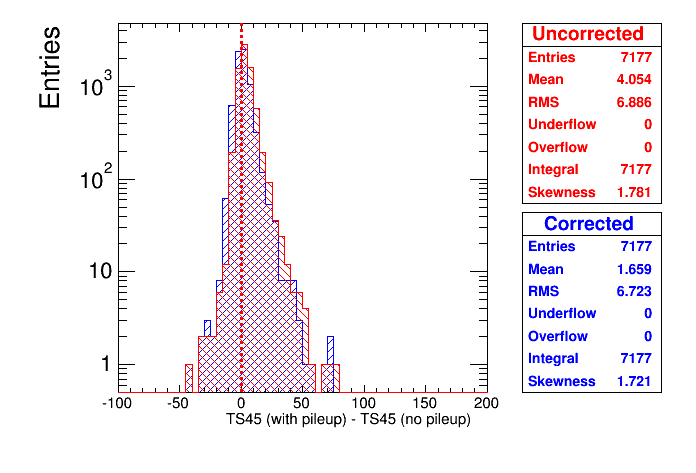 Entries
10³
10²
10
1
-100 -50 0 50 100 150 200
TS45 (with pileup) - TS45 (no pileup)
Uncorrected
Entries 7177
Mean 4.054
RMS 6.886
Underflow 0
Overflow 0
Integral 7177
Skewness 1.781
Corrected
Entries 7177
Mean 1.659
RMS 6.723
Underflow 0
Overflow 0
Integral 7177
Skewness 1.721